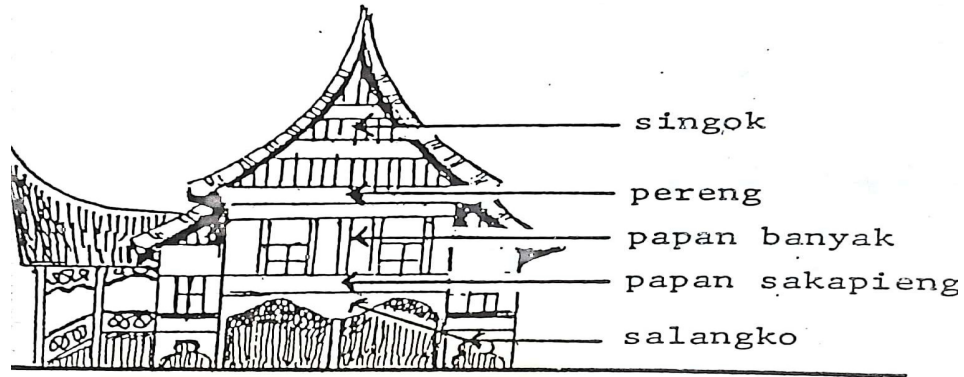 singok
pereng
papan banyak
papan sakapieng
salangko